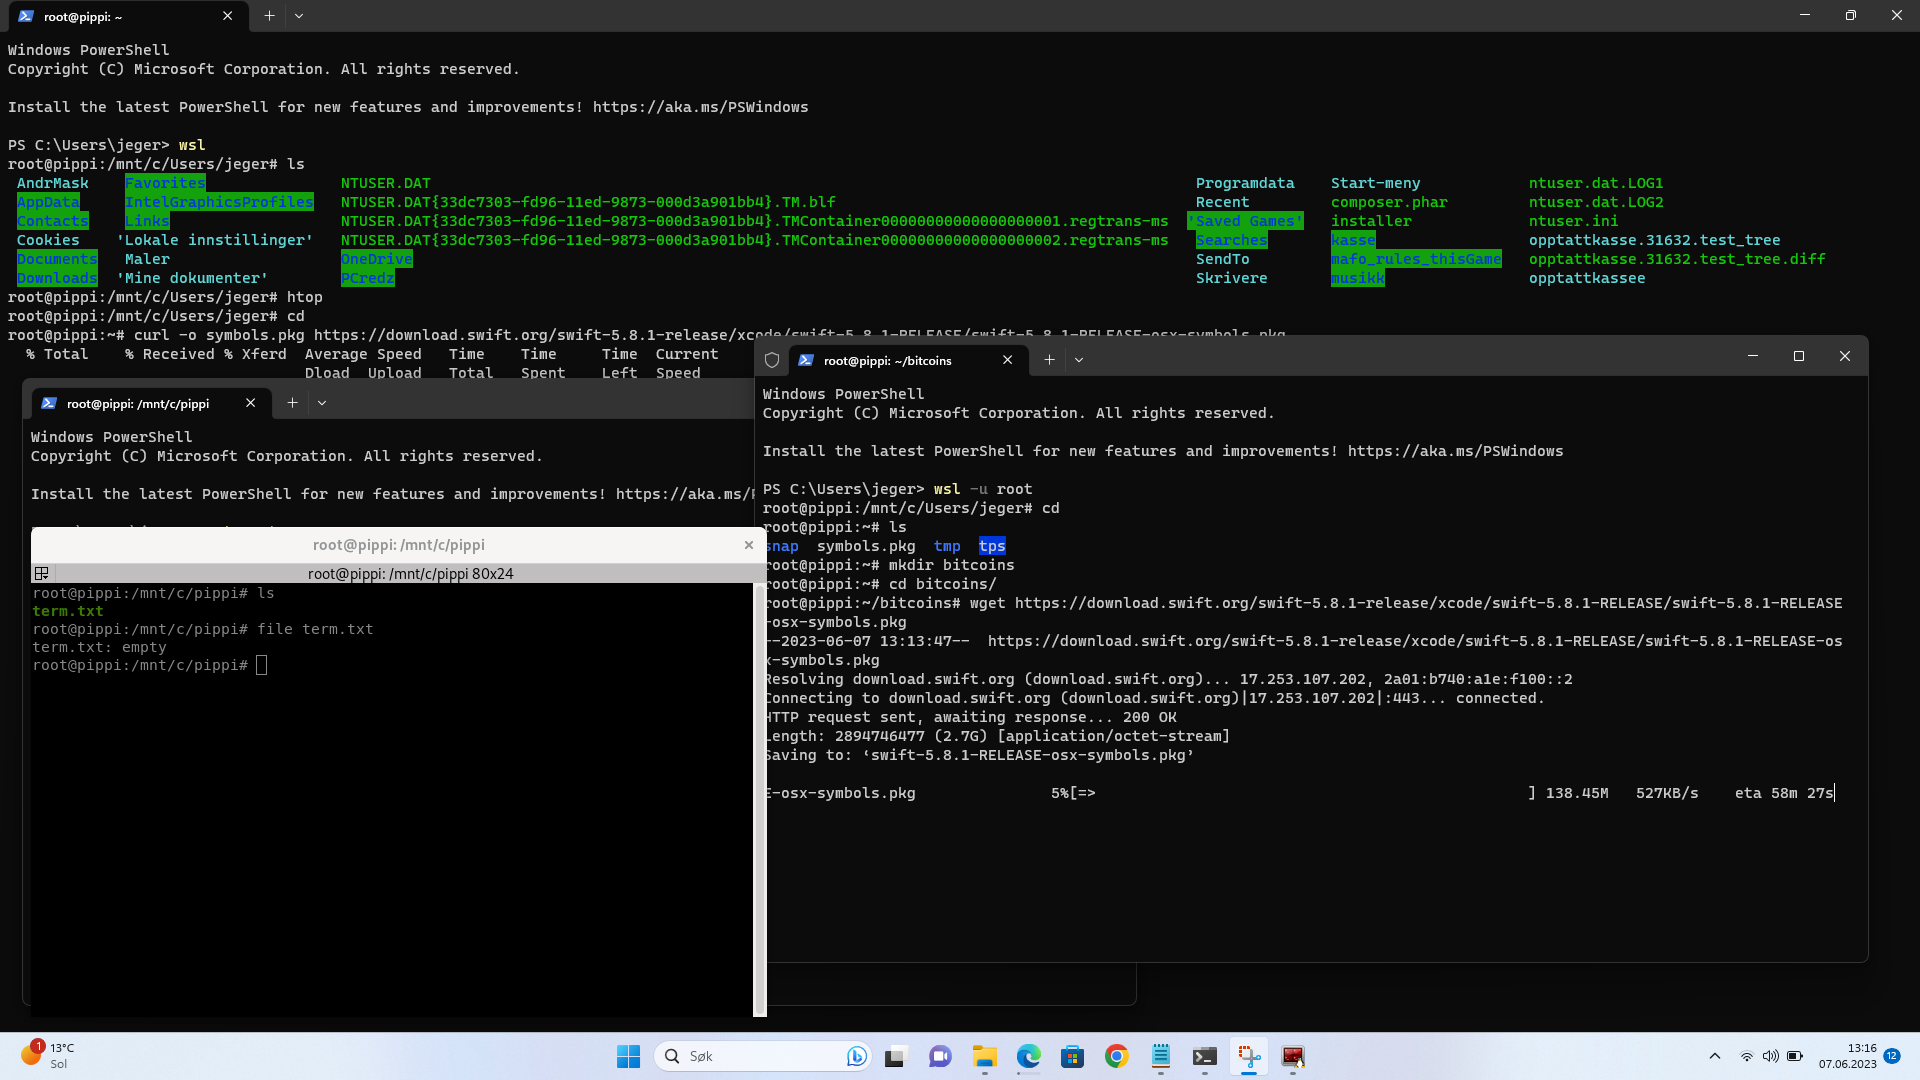 root@pippi: ~
Windows PowerShell
Copyright (C) Microsoft Corporation. All rights reserved.
Install the latest PowerShell for new features and improvements! https://aka.ms/PSWindows
PS C:\Users\jeger> wsl
root@pippi:/mnt/c/Users/jeger# ls
AndrMask Favorites NTUSER.DAT Programdata Start-meny ntuser.dat.LOG1
AppData IntelGraphicsProfiles NTUSER.DAT{33dc7303-fd96-11ed-9873-000d3a901bb4}.TM.blf Recent composer.phar ntuser.dat.LOG2
Contacts Links NTUSER.DAT{33dc7303-fd96-11ed-9873-000d3a901bb4}.TMContainer00000000000000000001.regtrans-ms 'Saved Games' installer ntuser.ini
Cookies 'Lokale innstillinger' NTUSER.DAT{33dc7303-fd96-11ed-9873-000d3a901bb4}.TMContainer00000000000000000002.regtrans-ms Searches kasse opptattkasse.31632.test_tree
Documents Maler OneDrive SendTo mafo_rules_thisGame opptattkasse.31632.test_tree.diff
Downloads 'Mine dokumenter' PCredz Skrivere musikk opptattkassee
root@pippi:/mnt/c/Users/jeger# htop
root@pippi:/mnt/c/Users/jeger# cd
root@pippi:~# curl -o symbols.pkg https://download.swift.org/swift-5.8.1-release/xcode/swift-5.8.1-RELEASE/swift-5.8.1-RELEASE-osx-symbols.pkg
% Total % Received % Xferd Average Speed Time Time Time Current
Dload Upload Total Spent Left Speed
root@pippi: /mnt/c/pippi
Windows PowerShell
Copyright (C) Microsoft Corporation. All rights reserved.
Install the latest PowerShell for new features and improvements! https://aka.ms/
root@pippi: /mnt/c/pippi
root@pippi: /mnt/c/pippi 80x24
root@pippi:/mnt/c/pippi# ls
term.txt
root@pippi:/mnt/c/pippi# file term.txt
term.txt: empty
root@pippi:/mnt/c/pippi#
root@pippi: ~/bitcoins
Windows PowerShell
Copyright (C) Microsoft Corporation. All rights reserved.
Install the latest PowerShell for new features and improvements! https://aka.ms/PSWindows
PS C:\Users\jeger> wsl -u root
root@pippi:/mnt/c/Users/jeger# cd
root@pippi:~# ls
snap symbols.pkg tmp tps
root@pippi:~# mkdir bitcoins
root@pippi:~# cd bitcoins/
root@pippi:~/bitcoins# wget https://download.swift.org/swift-5.8.1-release/xcode/swift-5.8.1-RELEASE/swift-5.8.1-RELEASE
-osx-symbols.pkg
--2023-06-07 13:13:47-- https://download.swift.org/swift-5.8.1-release/xcode/swift-5.8.1-RELEASE/swift-5.8.1-RELEASE-os
x-symbols.pkg
Resolving download.swift.org (download.swift.org)... 17.253.107.202, 2a01:b740:a1e:f100::2
Connecting to download.swift.org (download.swift.org)|17.253.107.202|:443... connected.
HTTP request sent, awaiting response... 200 OK
Length: 2894746477 (2.7G) [application/octet-stream]
Saving to: ‘swift-5.8.1-RELEASE-osx-symbols.pkg’
E-osx-symbols.pkg 5%[=> ] 138.45M 527KB/s eta 58m 27s
1
13°C
Sol
Søk
13:16
07.06.2023
12